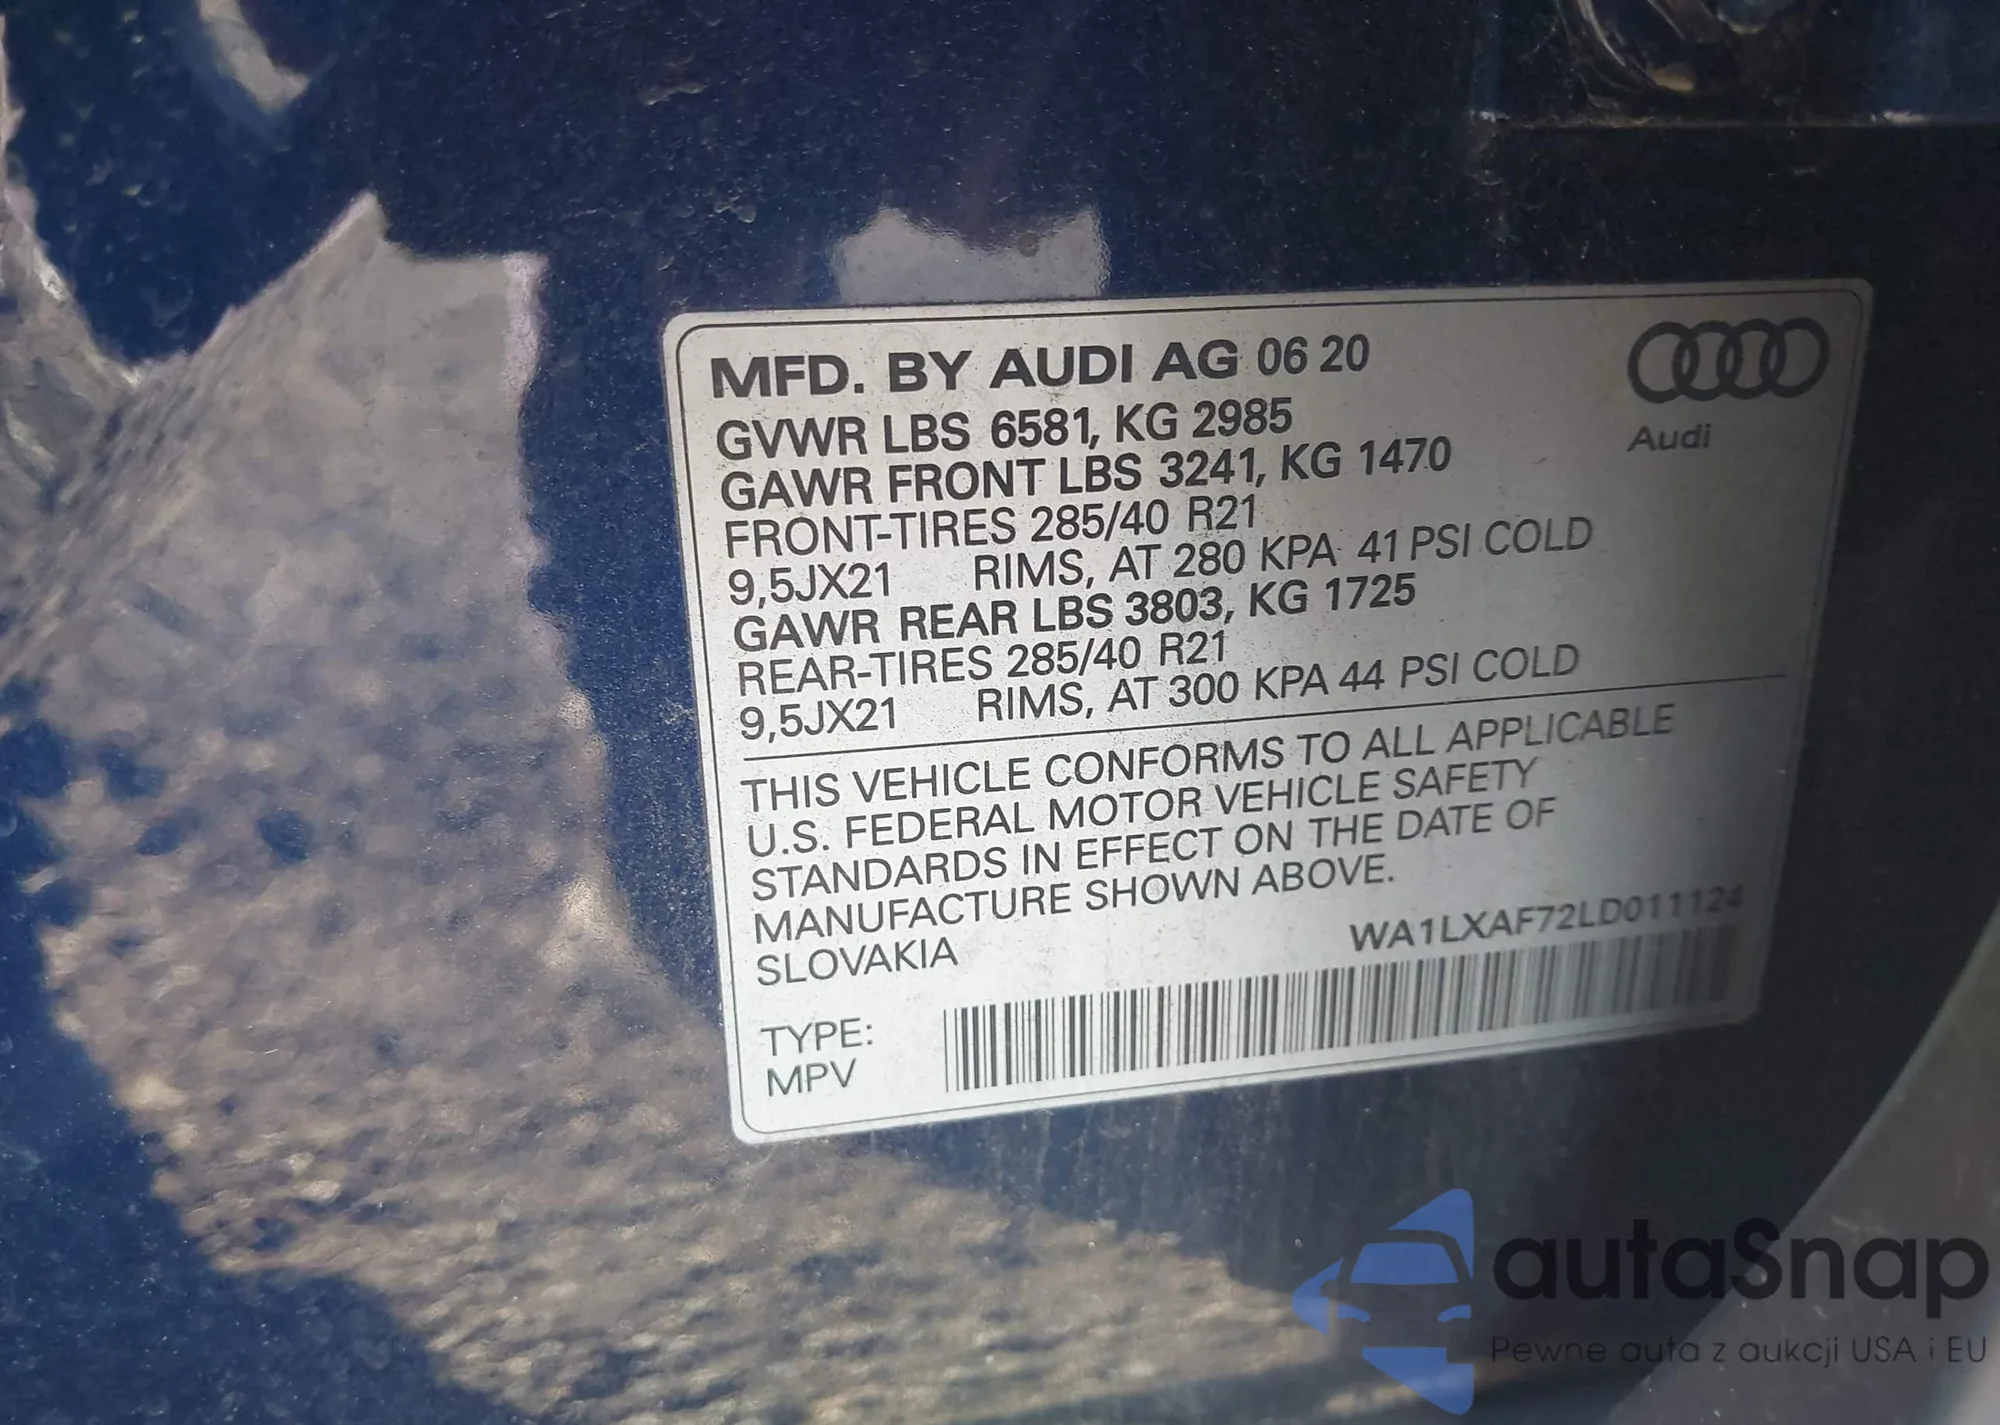 MFD. BY AUDI AG 06 20
GVWR LBS 6581, KG 2985
GAWR FRONT LBS 3241, KG 1470
FRONT-TIRES 285/40 R21
9,5JX21 RIMS, AT 280 KPA 41 PSI COLD
GAWR REAR LBS 3803, KG 1725
REAR-TIRES 285/40 R21
9,5JX21 RIMS, AT 300 KPA 44 PSI COLD
Audi
THIS VEHICLE CONFORMS TO ALL APPLICABLE
U.S. FEDERAL MOTOR VEHICLE SAFETY
STANDARDS IN EFFECT ON THE DATE OF
MANUFACTURE SHOWN ABOVE.
SLOVAKIA
WA1LXAF72LD011124
TYPE:
MPV
autaSnap
Pewne auta z aukcji USA i EU